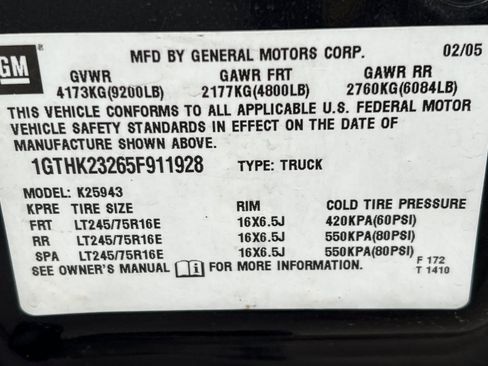 GM
MFD BY GENERAL MOTORS CORP. 02/05
GVWR GAWR FRT GAWR RR
4173KG(9200LB) 2177KG(4800LB) 2760KG(6084LB)
THIS VEHICLE CONFORMS TO ALL APPLICABLE U.S. FEDERAL MOTOR
VEHICLE SAFETY STANDARDS IN EFFECT ON THE DATE OF
MANUFACTURE SHOWN ABOVE.
1GTHK23265F911928 TYPE: TRUCK
MODEL: K25943
KPRE TIRE SIZE RIM COLD TIRE PRESSURE
FRT LT245/75R16E 16X6.5J 420KPA(60PSI)
RR LT245/75R16E 16X6.5J 550KPA(80PSI)
SPA LT245/75R16E 16X6.5J 550KPA(80PSI)
SEE OWNER'S MANUAL FOR MORE INFORMATION. F 172
T 1410